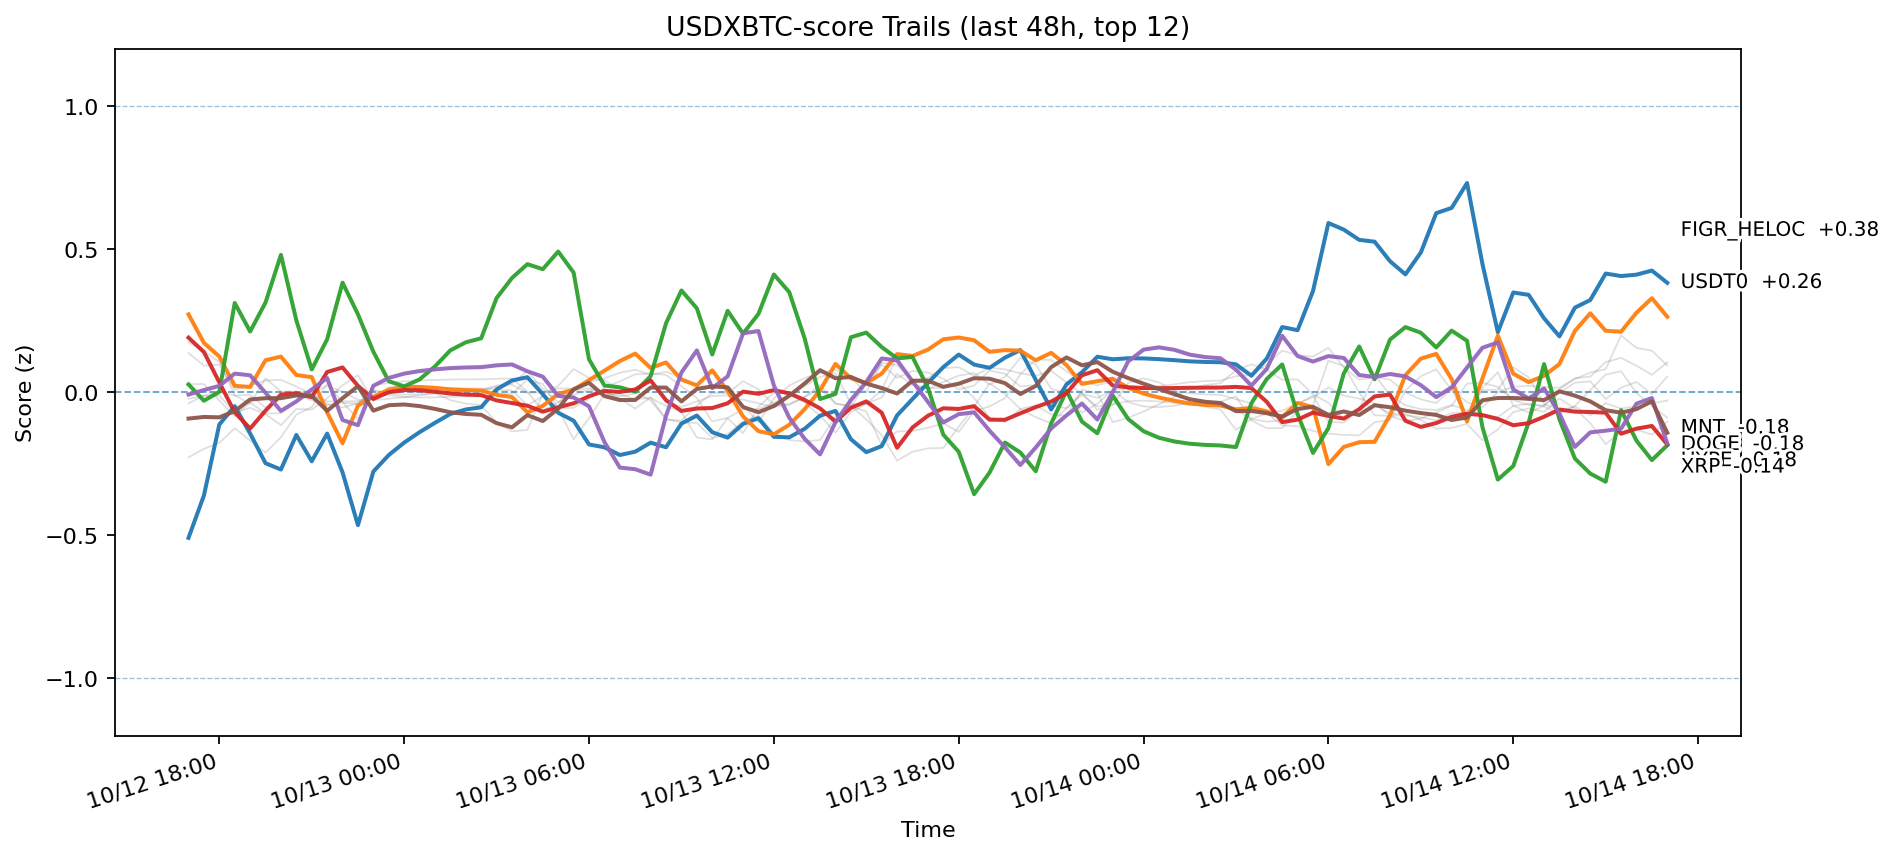 USDXBTC-score Trails (last 48h, top 12)
Score (z)
1.0
0.5
0.0
−0.5
−1.0
FIGR_HELOC +0.38
USDT0 +0.26
MNT -0.18
DOGE -0.18
XRP -0.14
10/12 18:00
10/13 00:00
10/13 06:00
10/13 12:00
10/13 18:00
10/14 00:00
10/14 06:00
10/14 12:00
10/14 18:00
Time